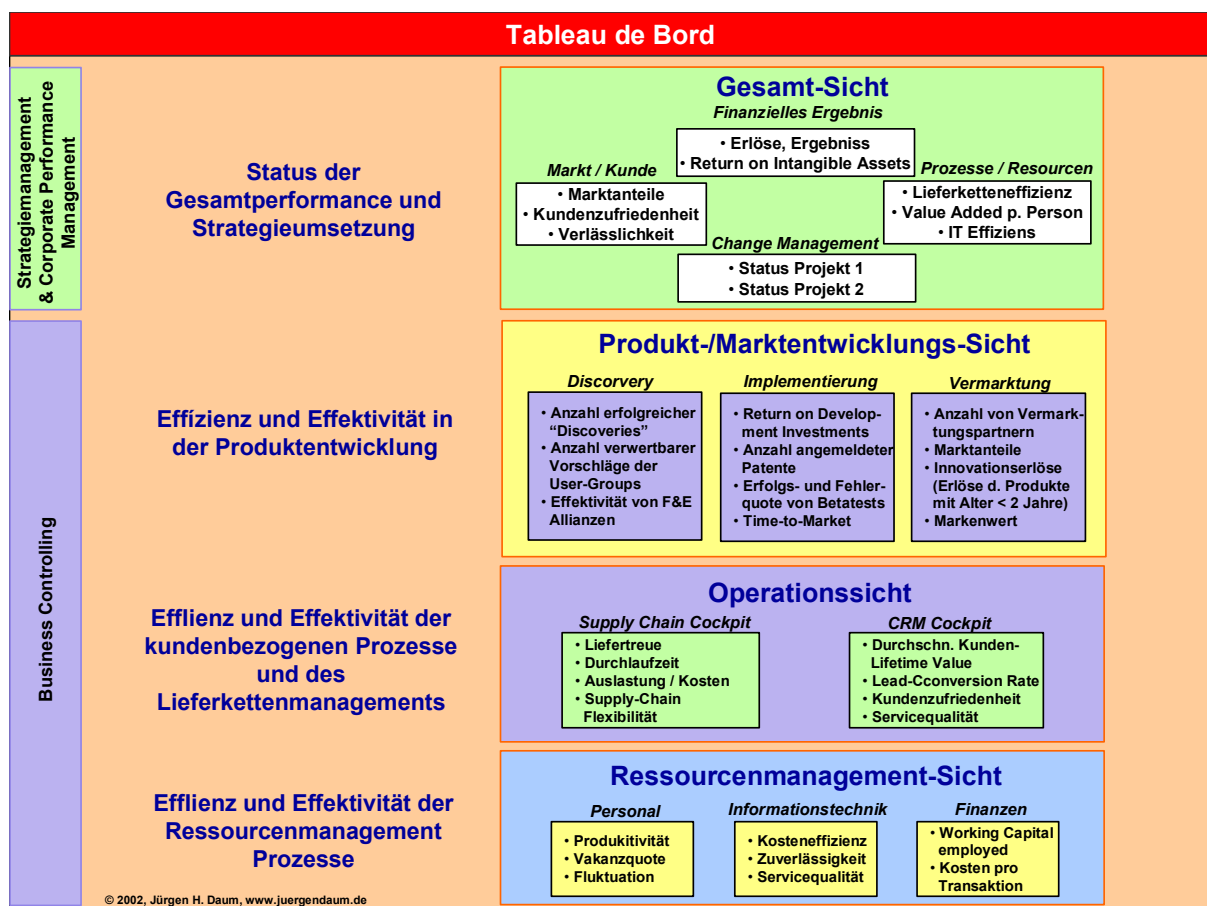 Tableau de Bord
Strategiemanagement
& Corporate Performance
Management
Status der
Gesamtperformance und
Strategieumsetzung
Gesamt-Sicht
Finanzielles Ergebnis
• Erlöse, Ergebniss
• Return on Intangible Assets
Markt / Kunde
• Marktanteile
• Kundenzufriedenheit
• Verlässlichkeit
Prozesse / Resourcen
• Lieferketteneffizienz
• Value Added p. Person
• IT Effiziens
Change Management
• Status Projekt 1
• Status Projekt 2
Business Controlling
Effízienz und Effektivität in
der Produktentwicklung
Produkt-/Marktentwicklungs-Sicht
Discorvery
• Anzahl erfolgreicher
“Discoveries”
• Anzahl verwertbarer
Vorschläge der
User-Groups
• Effektivität von F&E
Allianzen
Implementierung
• Return on Develop-
ment Investments
• Anzahl angemeldeter
Patente
• Erfolgs- und Fehler-
quote von Betatests
• Time-to-Market
Vermarktung
• Anzahl von Vermark-
tungspartnern
• Marktanteile
• Innovationserlöse
(Erlöse d. Produkte
mit Alter < 2 Jahre)
• Markenwert
Efflienz und Effektivität der
kundenbezogenen Prozesse
und des
Lieferkettenmanagements
Operationssicht
Supply Chain Cockpit
• Liefertreue
• Durchlaufzeit
• Auslastung / Kosten
• Supply-Chain
Flexibilität
CRM Cockpit
• Durchschn. Kunden-
Lifetime Value
• Lead-Cconversion Rate
• Kundenzufriedenheit
• Servicequalität
Efflienz und Effektivität der
Ressourcenmanagement
Prozesse
Ressourcenmanagement-Sicht
Personal
• Produkitivität
• Vakanzquote
• Fluktuation
Informationstechnik
• Kosteneffizienz
• Zuverlässigkeit
• Servicequalität
Finanzen
• Working Capital
employed
• Kosten pro
Transaktion
© 2002, Jürgen H. Daum, www.juergendaum.de